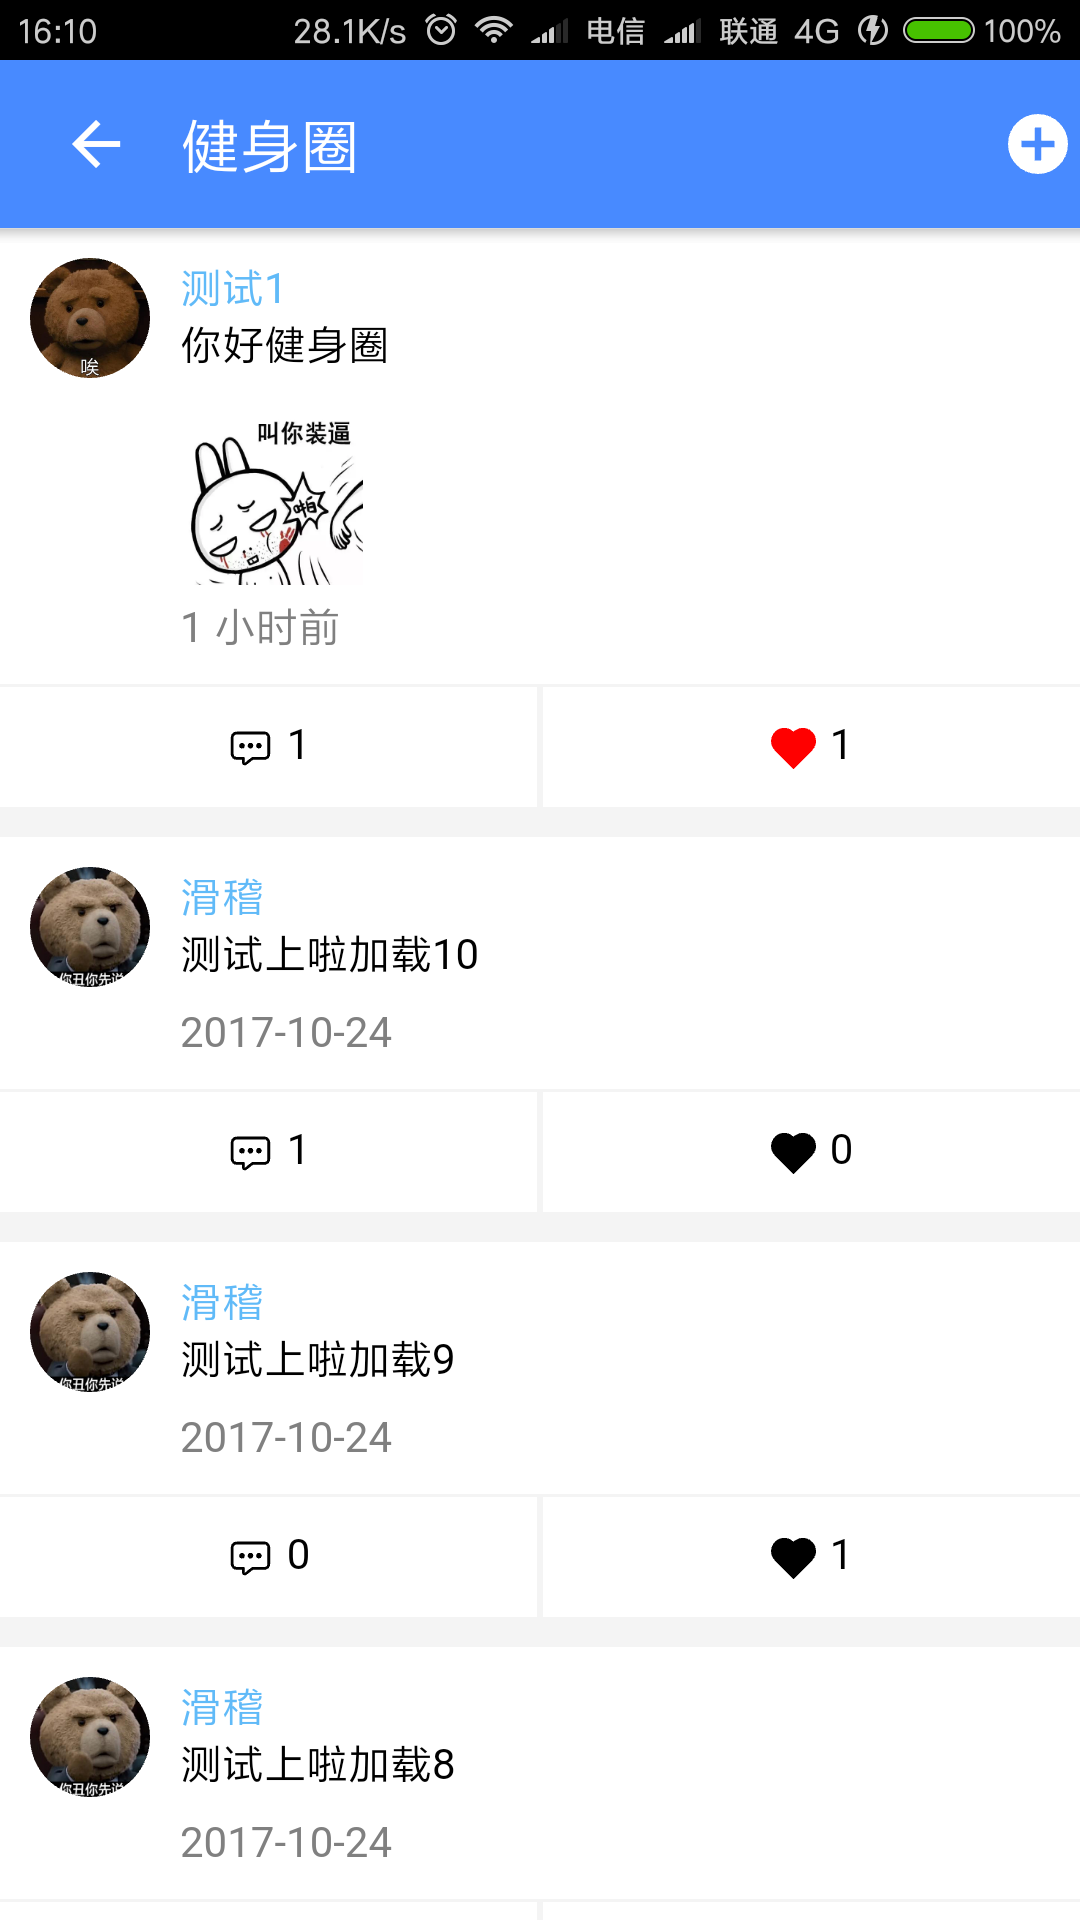 16:10 28.1K/s 电信 联通 4G 100%
健身圈
测试1
你好健身圈
唉
叫你装逼
啪
1 小时前
1 1
滑稽
测试上啦加载10
你丑你先说
2017-10-24
1 0
滑稽
测试上啦加载9
你丑你先说
2017-10-24
0 1
滑稽
测试上啦加载8
你丑你先说
2017-10-24